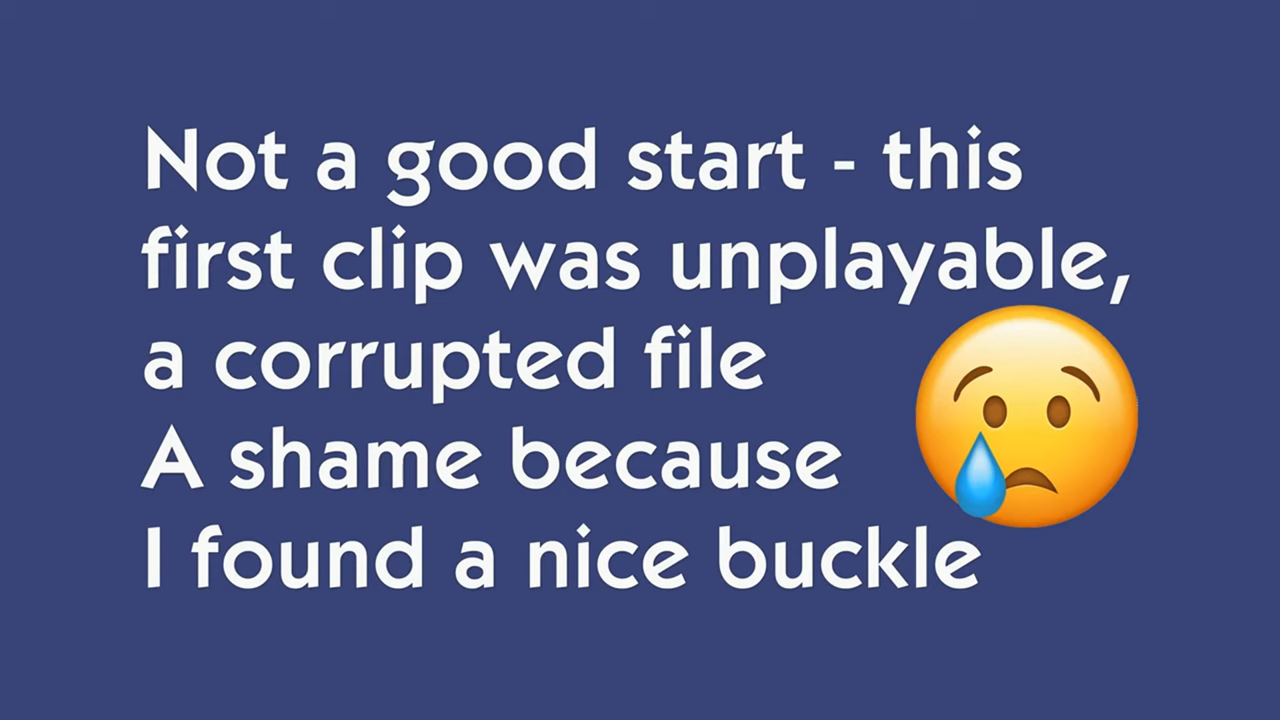 Not a good start - this
first clip was unplayable,
a corrupted file
A shame because
I found a nice buckle